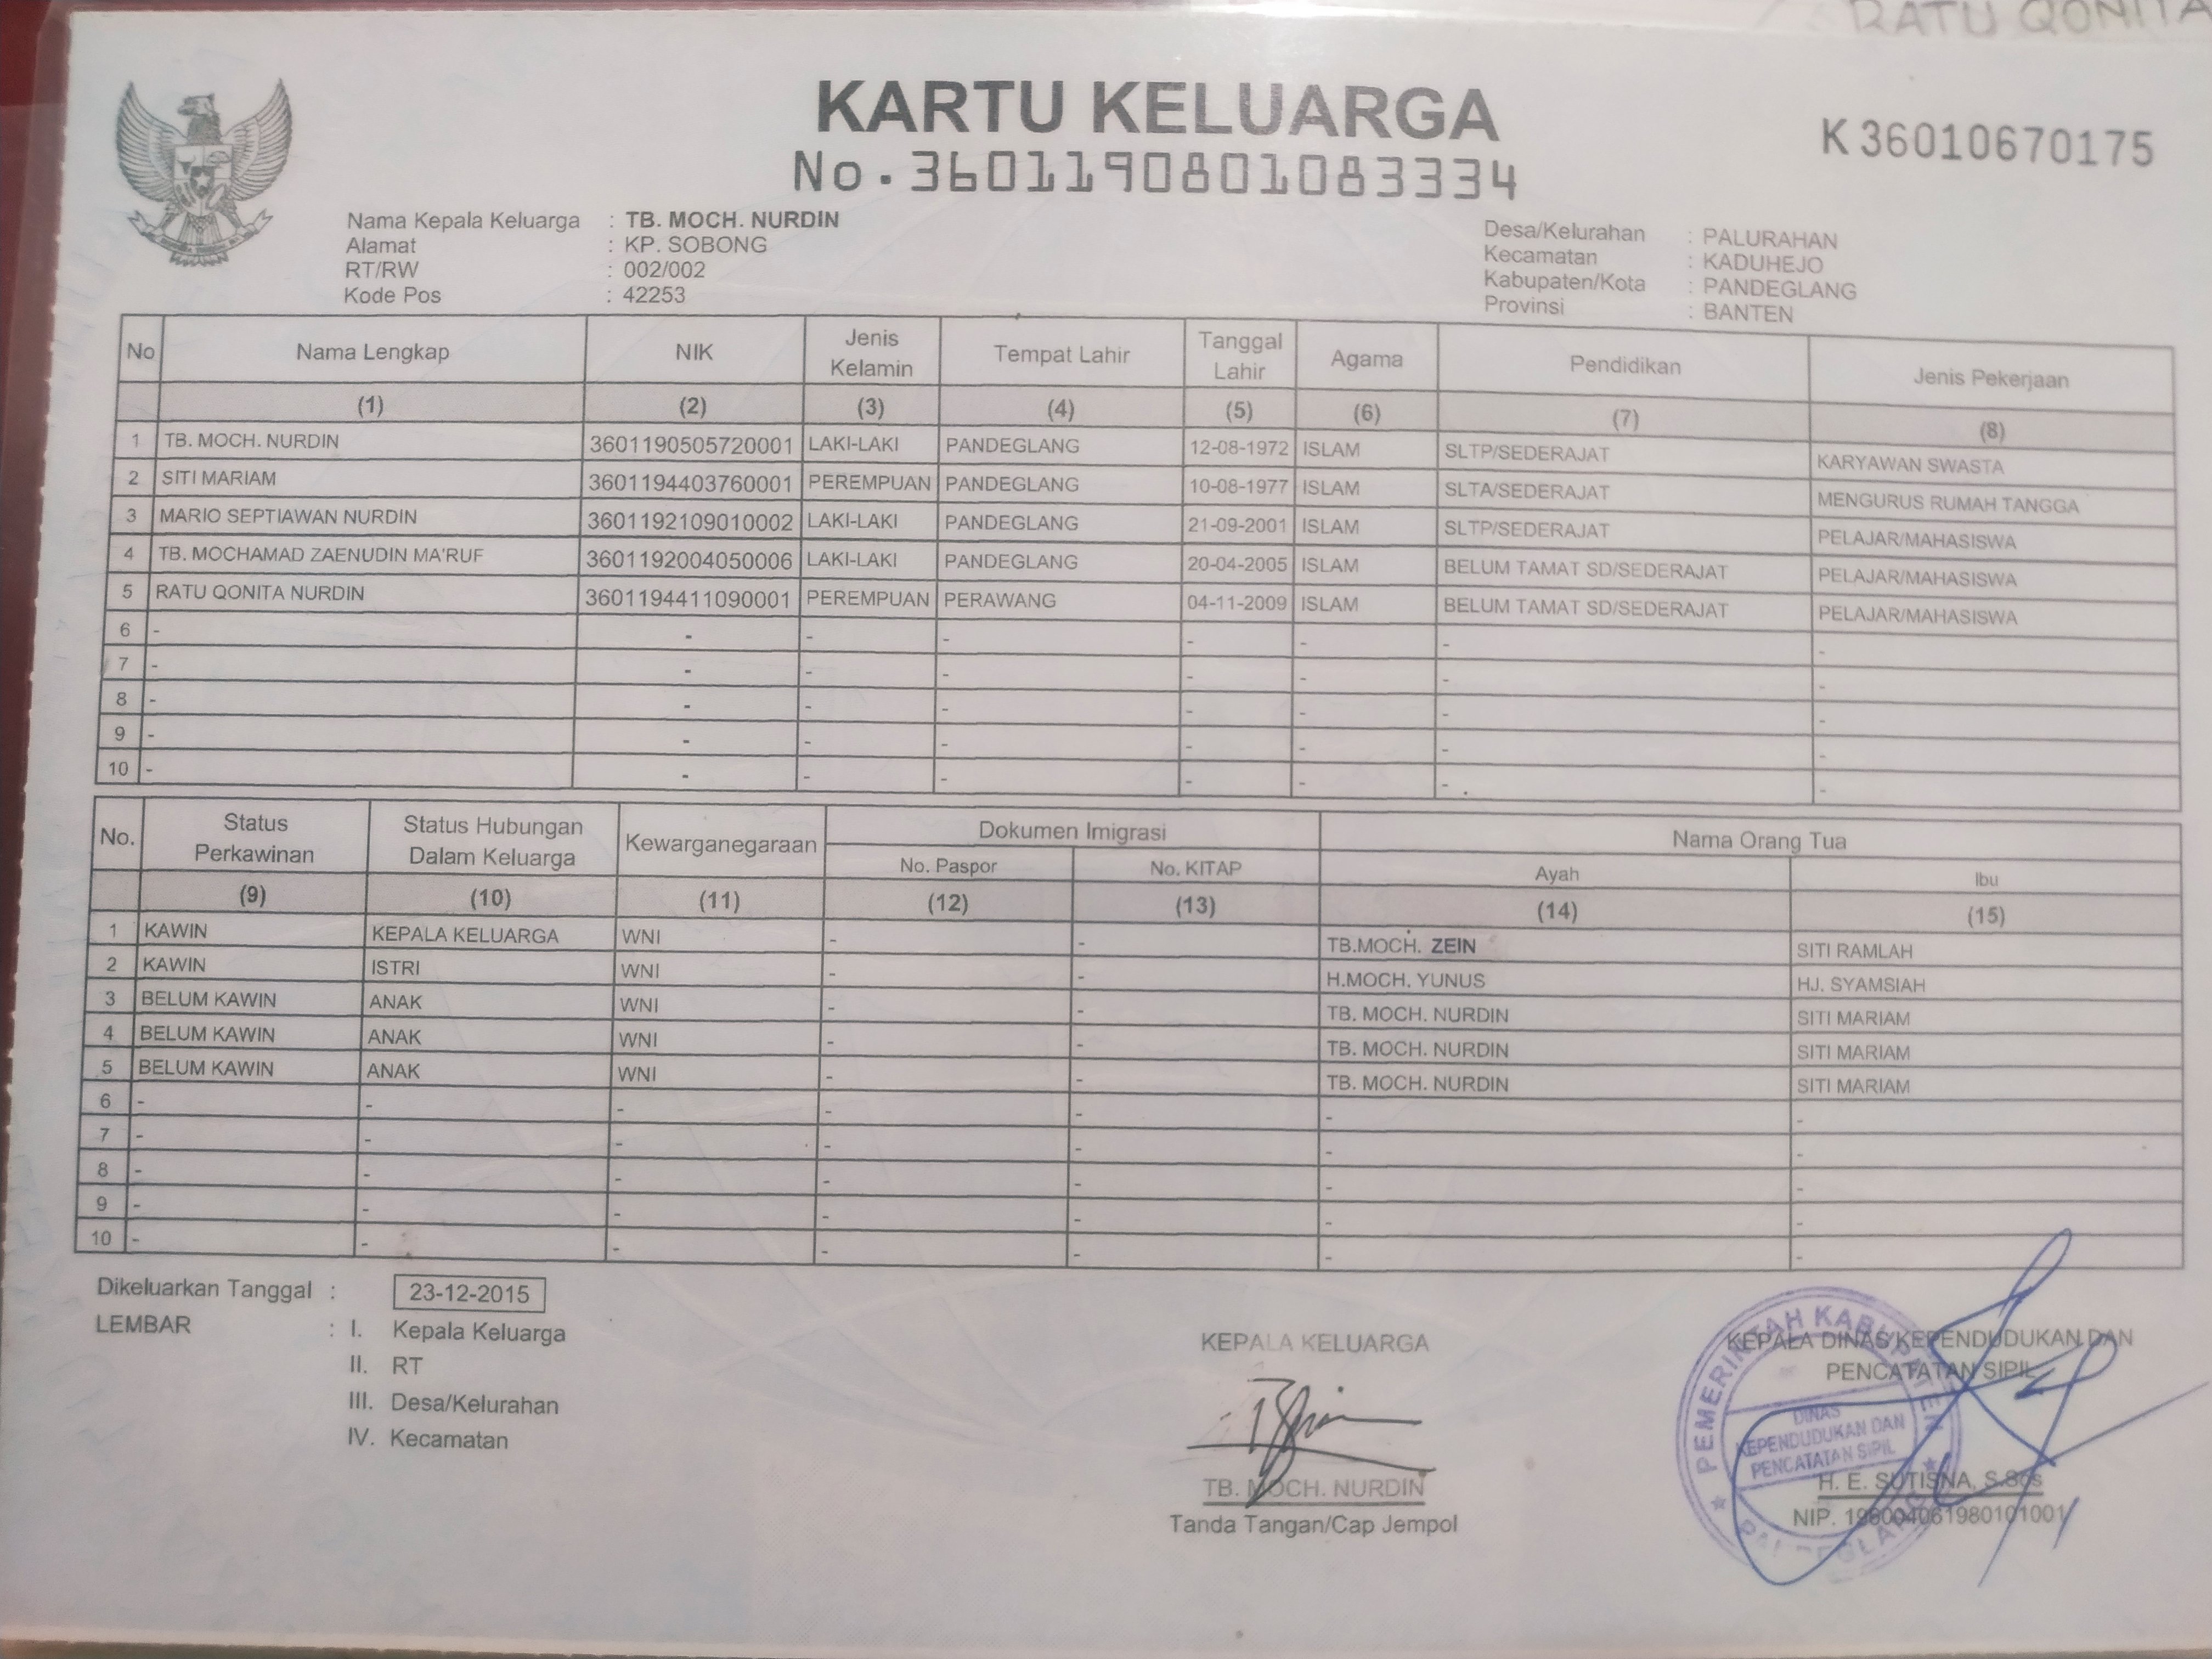 RATU QONITA
KARTU KELUARGA
No.3601190801083334
K 36010670175
Nama Kepala Keluarga : TB. MOCH. NURDIN
Alamat : KP. SOBONG
RT/RW : 002/002
Kode Pos : 42253
Desa/Kelurahan : PALURAHAN
Kecamatan : KADUHEJO
Kabupaten/Kota : PANDEGLANG
Provinsi : BANTEN
No Nama Lengkap NIK Jenis Kelamin Tempat Lahir Tanggal Lahir Agama Pendidikan Jenis Pekerjaan
(1) (2) (3) (4) (5) (6) (7) (8)
1 TB. MOCH. NURDIN 3601190505720001 LAKI-LAKI PANDEGLANG 12-08-1972 ISLAM SLTP/SEDERAJAT KARYAWAN SWASTA
2 SITI MARIAM 3601194403760001 PEREMPUAN PANDEGLANG 10-08-1977 ISLAM SLTA/SEDERAJAT MENGURUS RUMAH TANGGA
3 MARIO SEPTIAWAN NURDIN 3601192109010002 LAKI-LAKI PANDEGLANG 21-09-2001 ISLAM SLTP/SEDERAJAT PELAJAR/MAHASISWA
4 TB. MOCHAMAD ZAENUDIN MA'RUF 3601192004050006 LAKI-LAKI PANDEGLANG 20-04-2005 ISLAM BELUM TAMAT SD/SEDERAJAT PELAJAR/MAHASISWA
5 RATU QONITA NURDIN 3601194411090001 PEREMPUAN PERAWANG 04-11-2009 ISLAM BELUM TAMAT SD/SEDERAJAT PELAJAR/MAHASISWA
6 - - - - - - - -
7 - - - - - - - -
8 - - - - - - - -
9 - - - - - - - -
10 - - - - - - - -
No. Status Perkawinan Status Hubungan Dalam Keluarga Kewarganegaraan Dokumen Imigrasi Nama Orang Tua
No. Paspor No. KITAP Ayah Ibu
(9) (10) (11) (12) (13) (14) (15)
1 KAWIN KEPALA KELUARGA WNI - - TB.MOCH. ZEIN SITI RAMLAH
2 KAWIN ISTRI WNI - - H.MOCH. YUNUS HJ. SYAMSIAH
3 BELUM KAWIN ANAK WNI - - TB. MOCH. NURDIN SITI MARIAM
4 BELUM KAWIN ANAK WNI - - TB. MOCH. NURDIN SITI MARIAM
5 BELUM KAWIN ANAK WNI - - TB. MOCH. NURDIN SITI MARIAM
6 - - - - - - -
7 - - - - - - -
8 - - - - - - -
9 - - - - - - -
10 - - - - - - -
Dikeluarkan Tanggal : 23-12-2015
LEMBAR : I. Kepala Keluarga
II. RT
III. Desa/Kelurahan
IV. Kecamatan
KEPALA KELUARGA
TB. MOCH. NURDIN
Tanda Tangan/Cap Jempol
KEPALA DINAS KEPENDUDUKAN DAN
PENCATATAN SIPIL
PEMERINTAH KABUPATEN
DINAS
KEPENDUDUKAN DAN
PENCATATAN SIPIL
H. E. SUTISNA, S.Sos
NIP. 196004061980101001